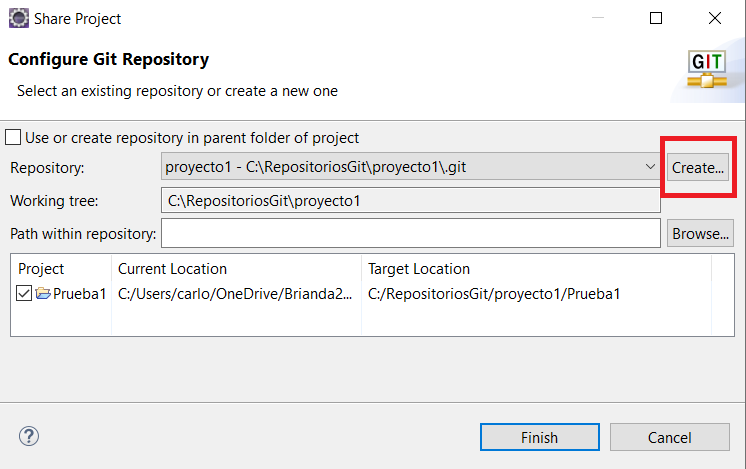 Share Project
Configure Git Repository
Select an existing repository or create a new one
GIT
Use or create repository in parent folder of project
Repository: proyecto1 - C:\RepositoriosGit\proyecto1\.git Create...
Working tree: C:\RepositoriosGit\proyecto1
Path within repository: Browse...
Project Current Location Target Location
Prueba1 C:/Users/carlo/OneDrive/Brianda2... C:/RepositoriosGit/proyecto1/Prueba1
? Finish Cancel